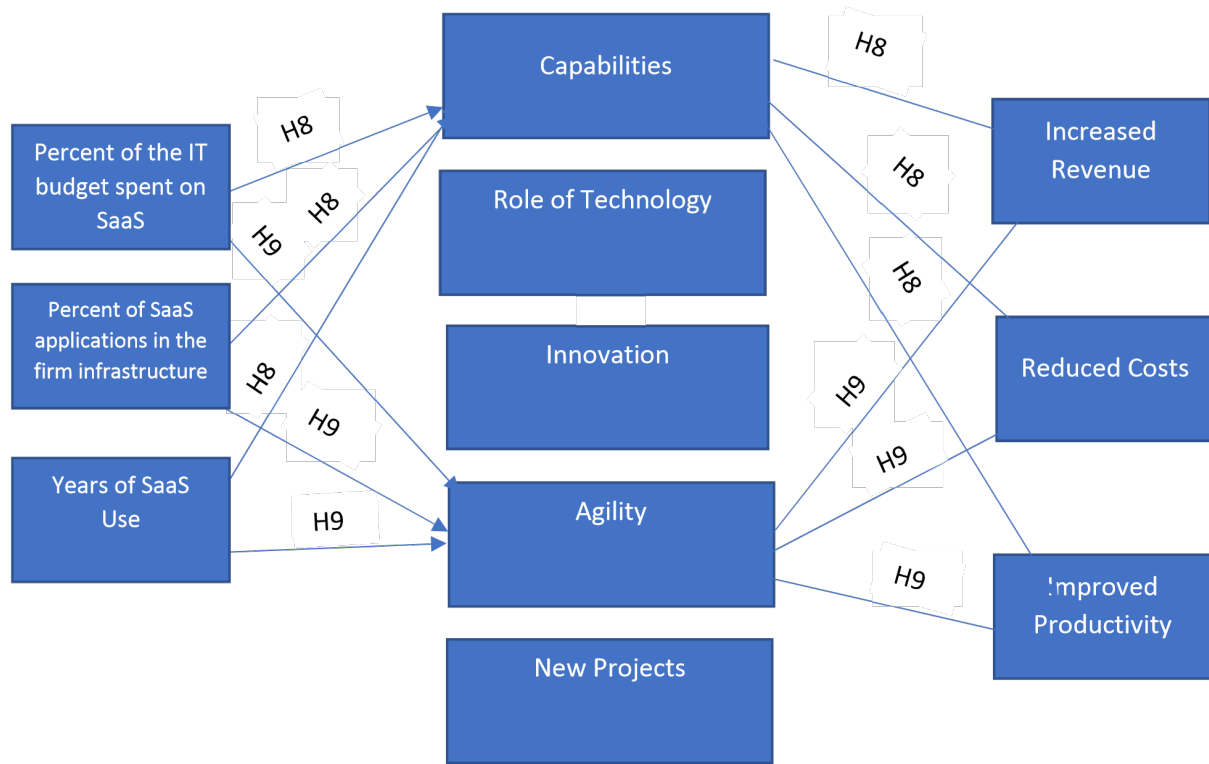 Capabilities
H8
Increased
Revenue
H8
Percent of the IT
budget spent on
SaaS
H8
H9
H8
Role of Technology
H8
Percent of SaaS
applications in the
firm infrastructure
H8
H9
Innovation
H9
H9
Reduced Costs
Years of SaaS
Use
H9
Agility
H9
Improved
Productivity
New Projects